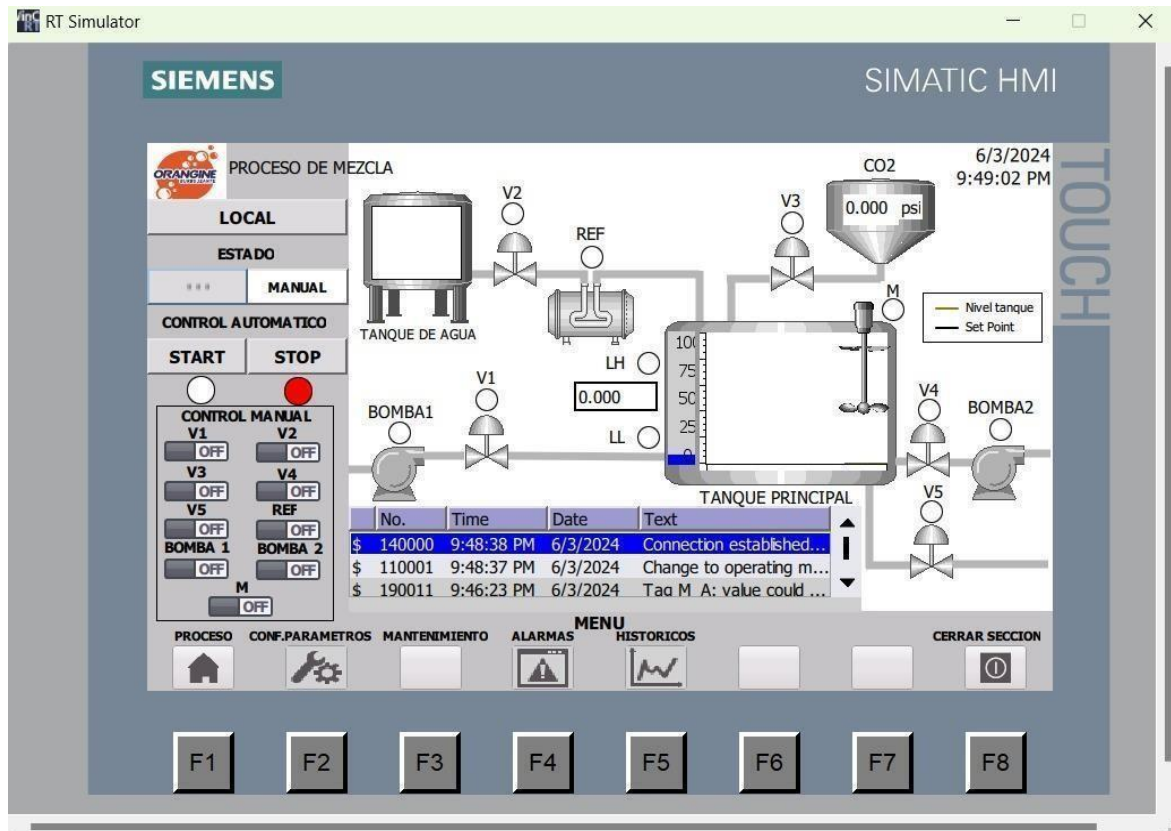 RT Simulator
SIEMENS
SIMATIC HMI
TOUCH
ORANGINE
PROCESO DE MEZCLA
6/3/2024
9:49:02 PM
LOCAL
ESTADO
MANUAL
CONTROL AUTOMATICO
START STOP
CONTROL MANUAL
V1 V2
OFF OFF
V3 V4
OFF OFF
V5 REF
OFF OFF
BOMBA 1 BOMBA 2
OFF OFF
M
OFF
V2
REF
V3
CO2
0.000 psi
M
Nivel tanque
Set Point
TANQUE DE AGUA
LH
0.000
LL
100
75
50
25
0
BOMBA1
V1
V4
BOMBA2
V5
TANQUE PRINCIPAL
No. Time Date Text
$ 140000 9:48:38 PM 6/3/2024 Connection established...
$ 110001 9:48:37 PM 6/3/2024 Change to operating m...
$ 190011 9:46:23 PM 6/3/2024 Tag M_A: value could ...
MENU
PROCESO CONF.PARAMETROS MANTENIMIENTO ALARMAS HISTORICOS CERRAR SECCION
F1 F2 F3 F4 F5 F6 F7 F8